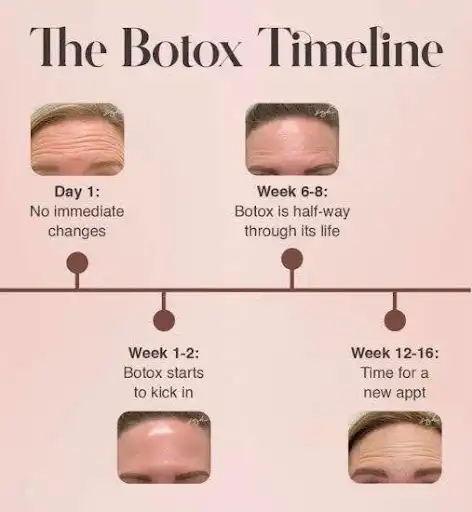 The Botox Timeline
Day 1:
No immediate
changes
Week 6-8:
Botox is half-way
through its life
Week 1-2:
Botox starts
to kick in
Week 12-16:
Time for a
new appt